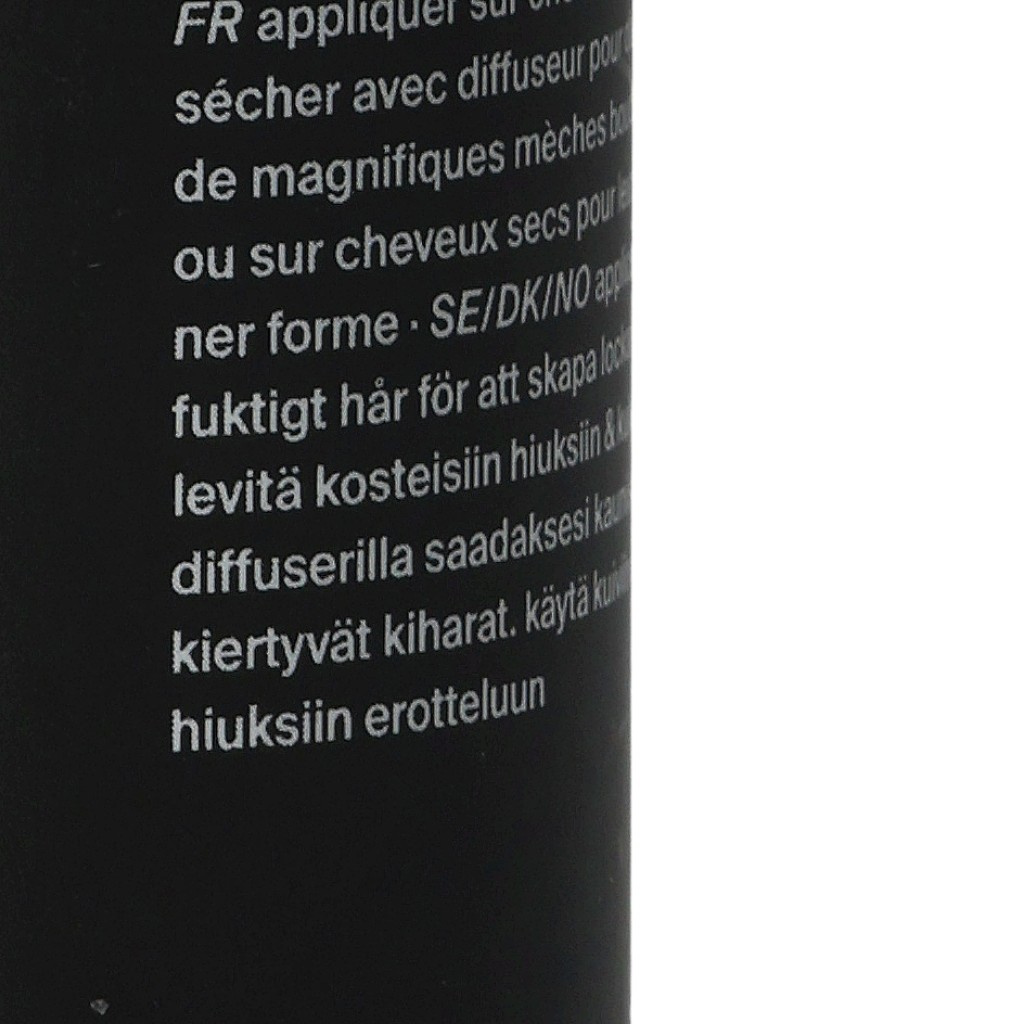 FR appliquer sur
sécher avec diffuseur pour
de magnifiques mèches
ou sur cheveux secs pour
ner forme · SE/DK/NO
fuktigt hår för att skapa
levitä kosteisiin hiuksiin &
diffuserilla saadaksesi
kiertyvät kiharat. käytä
hiuksiin erotteluun